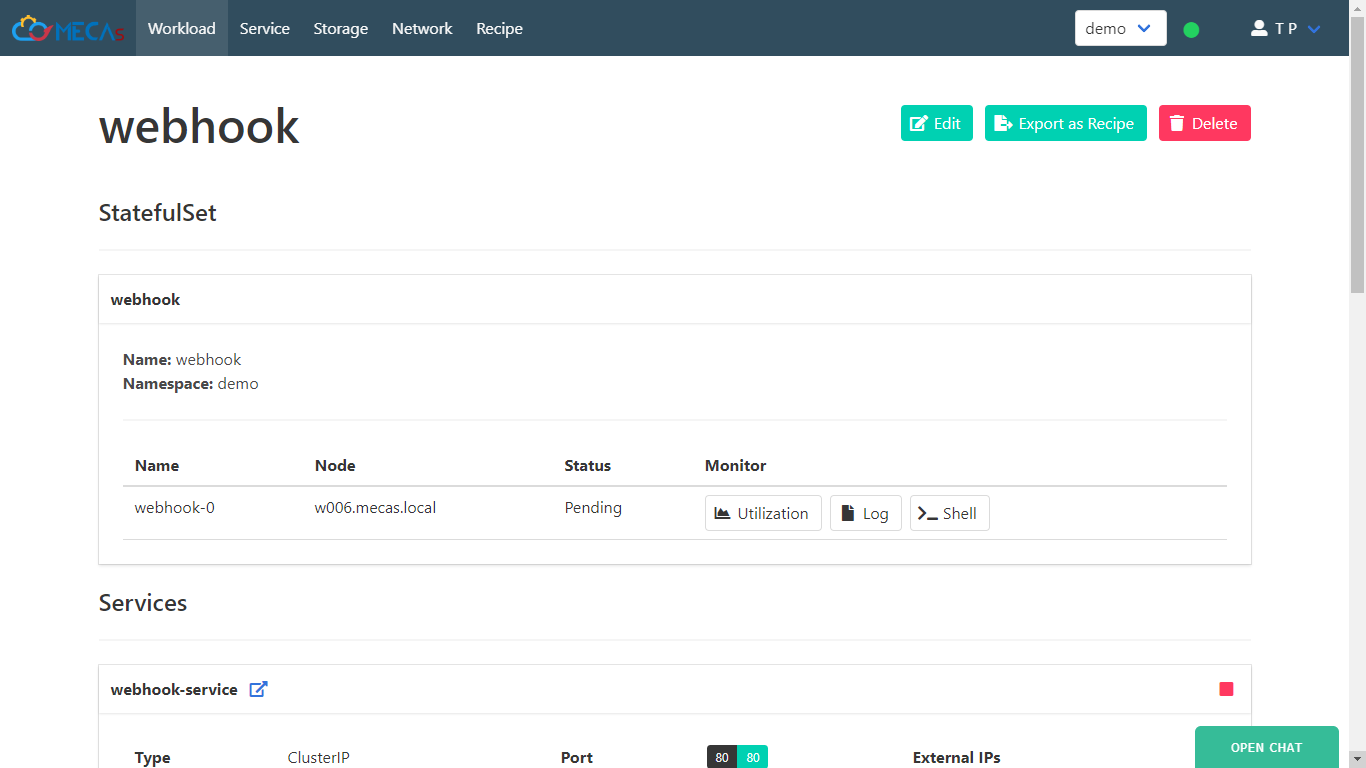 MECAs Workload Service Storage Network Recipe demo T P
webhook Edit Export as Recipe Delete
StatefulSet
webhook
Name: webhook
Namespace: demo
Name Node Status Monitor
webhook-0 w006.mecas.local Pending Utilization Log Shell
Services
webhook-service
Type ClusterIP Port 80 80 External IPs
OPEN CHAT